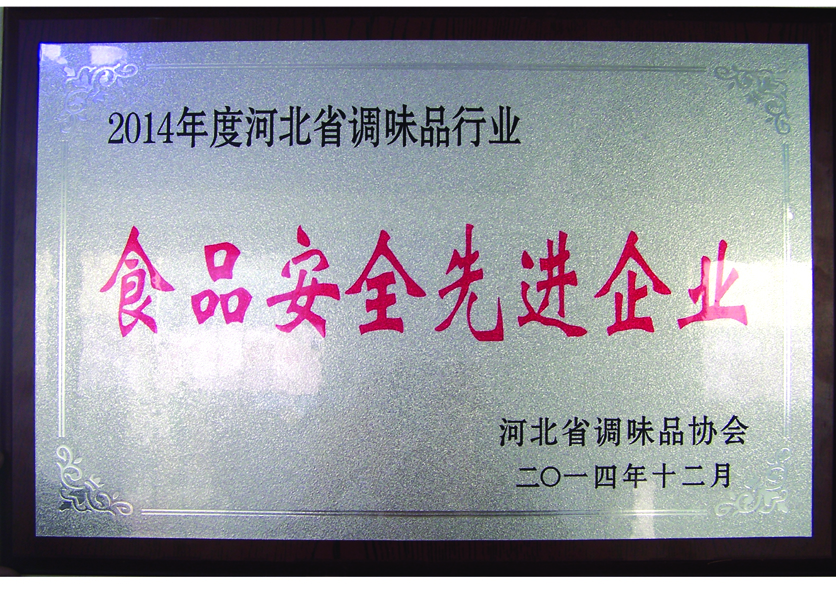 2014年度河北省调味品行业
食品安全先进企业
河北省调味品协会
二〇一四年十二月